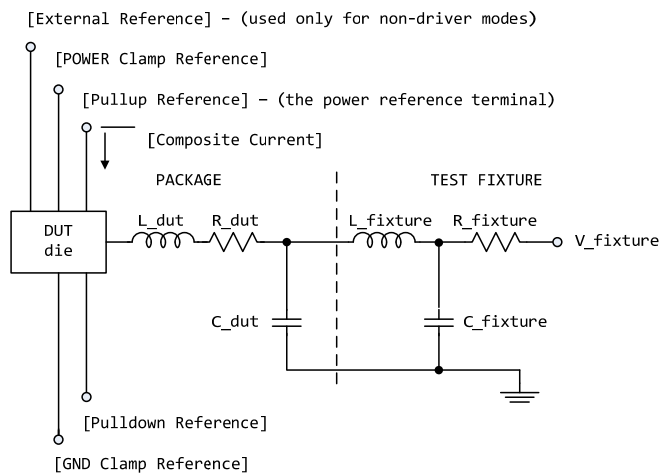 [External Reference] – (used only for non-driver modes)
[POWER Clamp Reference]
[Pullup Reference] – (the power reference terminal)
[Composite Current]
PACKAGE
TEST FIXTURE
DUT
die
L_dut
R_dut
L_fixture
R_fixture
V_fixture
C_dut
C_fixture
[Pulldown Reference]
[GND Clamp Reference]